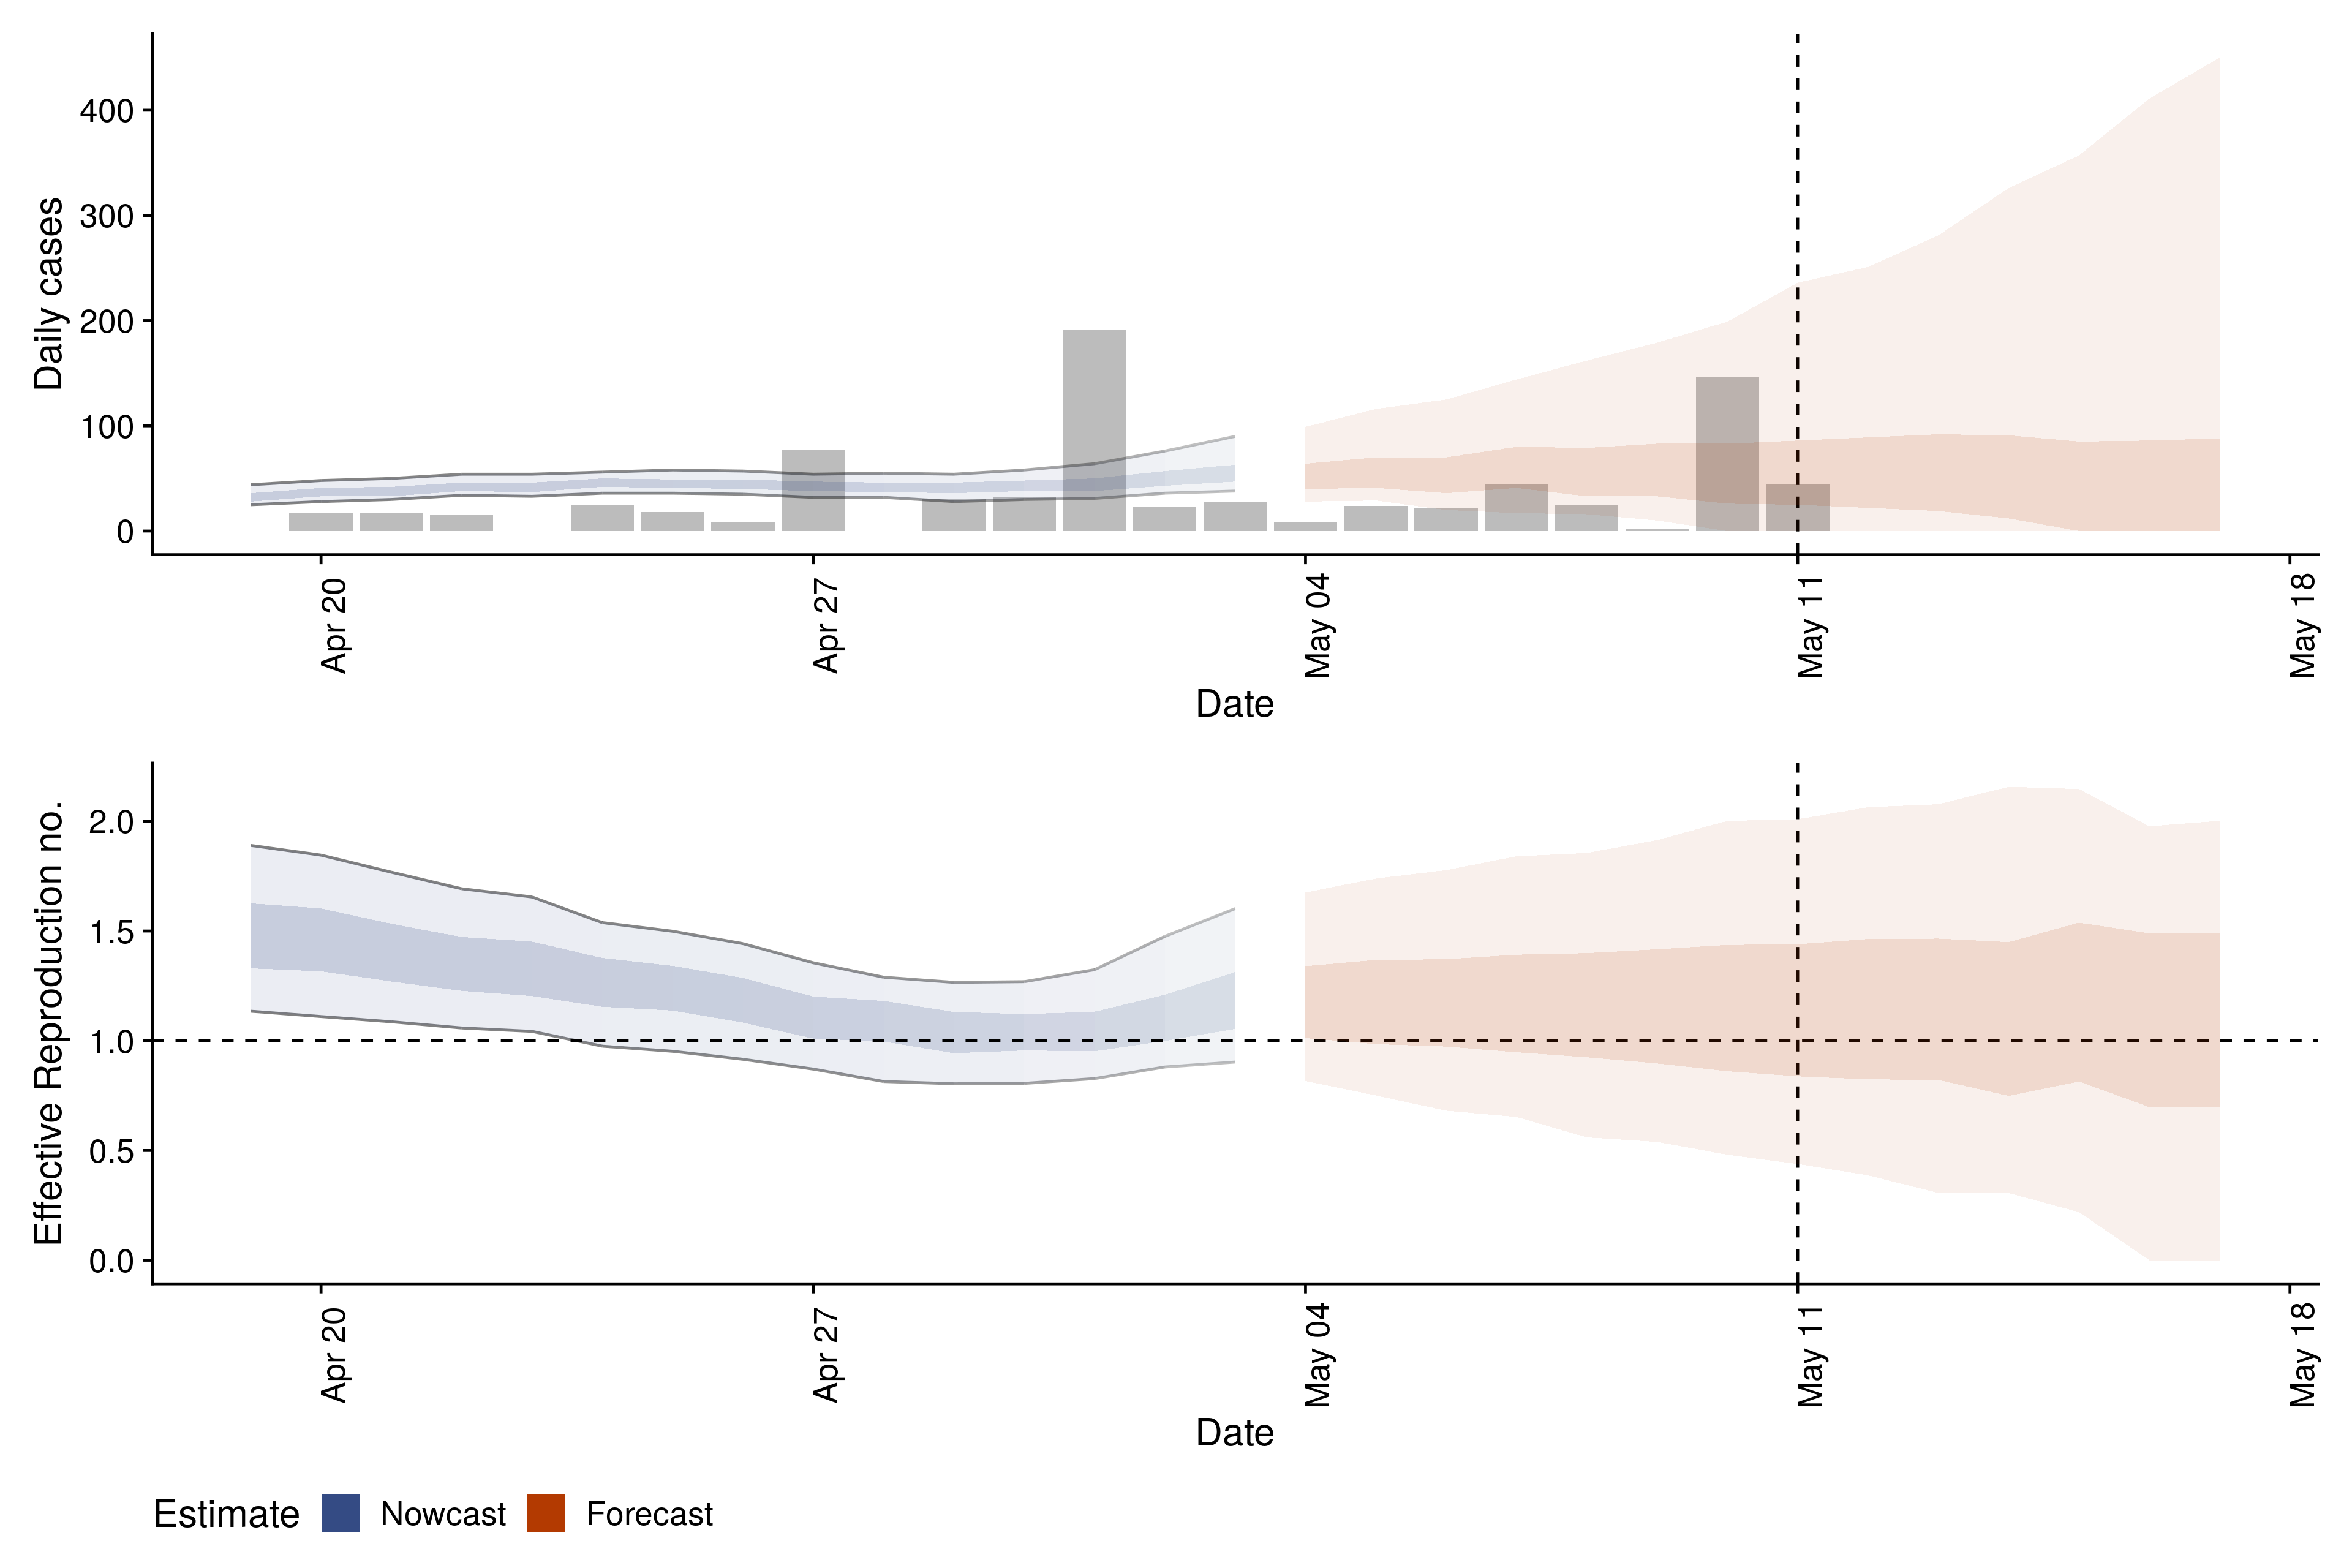 Daily cases
400
300
200
100
0
Apr 20
Apr 27
May 04
May 11
May 18
Date
Effective Reproduction no.
2.0
1.5
1.0
0.5
0.0
Apr 20
Apr 27
May 04
May 11
May 18
Date
Estimate Nowcast Forecast